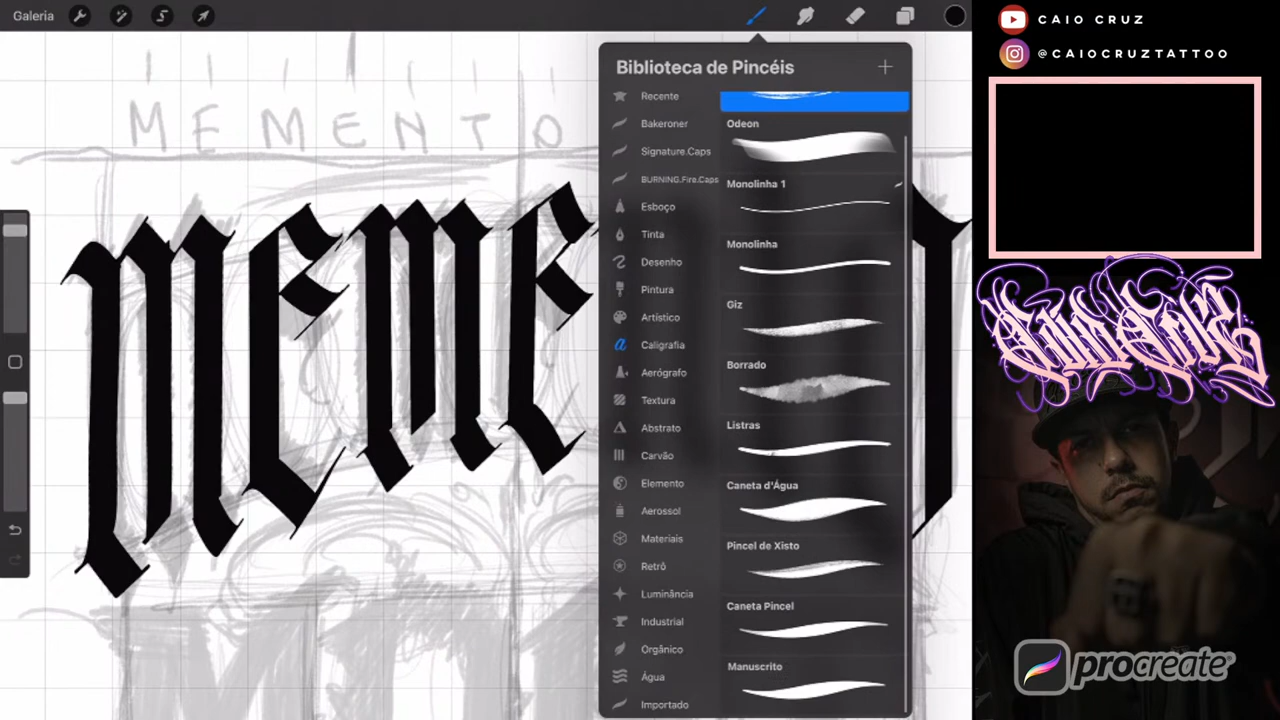 Galeria
CAIO CRUZ
@CAIOCRUZTATTOO
MEMENTO
MEME
Biblioteca de Pincéis
Recente
Bakeroner
Signature.Caps
BURNING.Fire.Caps
Esboço
Tinta
Desenho
Pintura
Artístico
Caligrafia
Aerógrafo
Textura
Abstrato
Carvão
Elemento
Aerossol
Materiais
Retrô
Luminância
Industrial
Orgânico
Água
Importado
Odeon
Monolinha 1
Monolinha
Giz
Borrado
Listras
Caneta d'Água
Pincel de Xisto
Caneta Pincel
Manuscrito
procreate